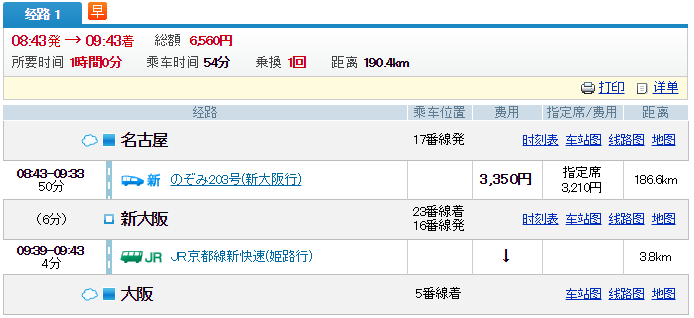 经路 1 早
08:43発 → 09:43着 総額 6,560円
所要时间 1時間0分 乘车时间 54分 乗換 1回 距离 190.4km
打印 详单
经路 乘车位置 费用 指定席/费用 距离
名古屋 17番線発 时刻表 车站图 线路图 地图
08:43-09:33
50分
新 のぞみ203号(新大阪行) 3,350円
指定席
3,210円
186.6km
(6分) 新大阪
23番線着
16番線発
时刻表 车站图 线路图 地图
09:39-09:43
4分
JR JR京都線新快速(姫路行) ↓ 3.8km
大阪 5番線着 车站图 线路图 地图